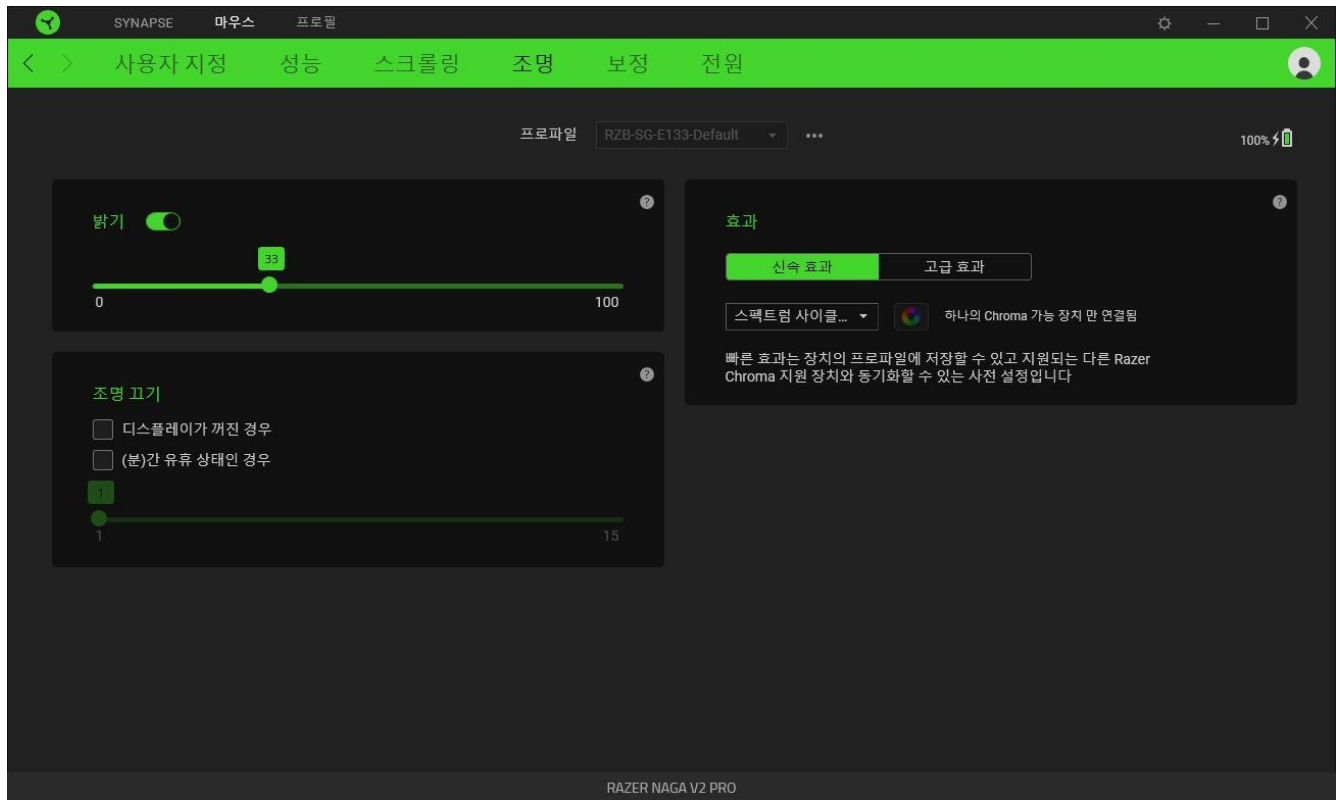 SYNAPSE 마우스 프로필
사용자 지정 성능 스크롤링 조명 보정 전원
프로파일 RZB-SG-E133-Default
100%
밝기
33
0 100
조명 끄기
디스플레이가 꺼진 경우
(분)간 유휴 상태인 경우
1
1 15
효과
신속 효과 고급 효과
스펙트럼 사이클... 하나의 Chroma 가능 장치 만 연결됨
빠른 효과는 장치의 프로파일에 저장할 수 있고 지원되는 다른 Razer
Chroma 지원 장치와 동기화할 수 있는 사전 설정입니다
RAZER NAGA V2 PRO